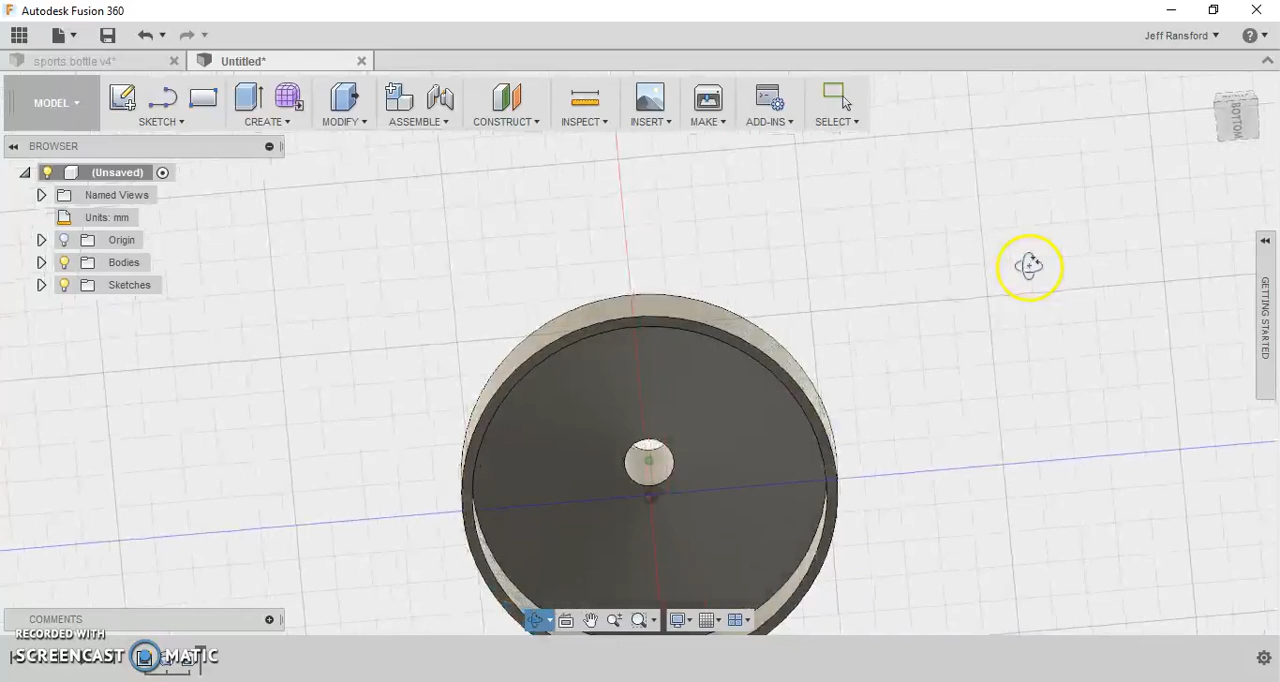 Autodesk Fusion 360
Jeff Ransford
sports bottle v4*
Untitled*
MODEL
SKETCH
CREATE
MODIFY
ASSEMBLE
CONSTRUCT
INSPECT
INSERT
MAKE
ADD-INS
SELECT
BROWSER
(Unsaved)
Named Views
Units: mm
Origin
Bodies
Sketches
BOTTOM
GETTING STARTED
COMMENTS
RECORDED WITH
SCREENCAST MATIC